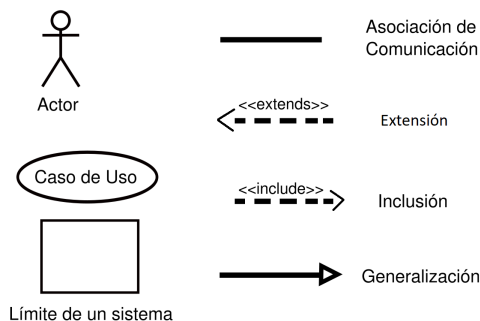 Actor
Asociación de
Comunicación
<<extends>>
Extensión
Caso de Uso
<<include>>
Inclusión
Generalización
Límite de un sistema